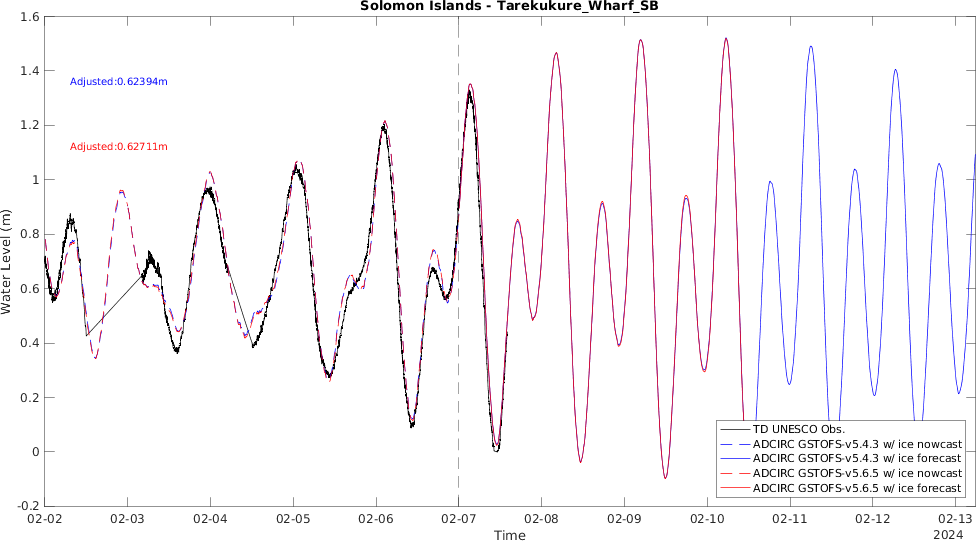 Solomon Islands - Tarekukure_Wharf_SB
Adjusted:0.62394m
Adjusted:0.62711m
Water Level (m)
1.6
1.4
1.2
1
0.8
0.6
0.4
0.2
0
-0.2
TD UNESCO Obs.
ADCIRC GSTOFS-v5.4.3 w/ ice nowcast
ADCIRC GSTOFS-v5.4.3 w/ ice forecast
ADCIRC GSTOFS-v5.6.5 w/ ice nowcast
ADCIRC GSTOFS-v5.6.5 w/ ice forecast
02-02 02-03 02-04 02-05 02-06 02-07 02-08 02-09 02-10 02-11 02-12 02-13
Time
2024